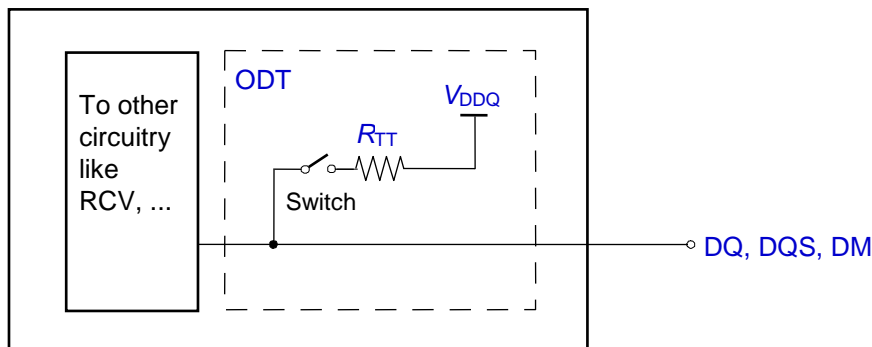 To other
circuitry
like
RCV, ...
ODT
VDDQ
RTT
Switch
DQ, DQS, DM